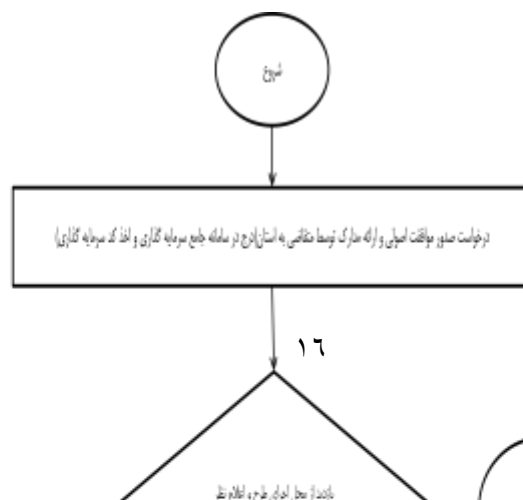 شروع
درخواست صدور موافقت اصولی و ارائه مدارک توسط متقاضی به استان(درج در سامانه جامع سرمایه گذاری و اخذ کد سرمایه گذاری)
١٦
بازدید از محل اجرای طرح و اعلام نظر